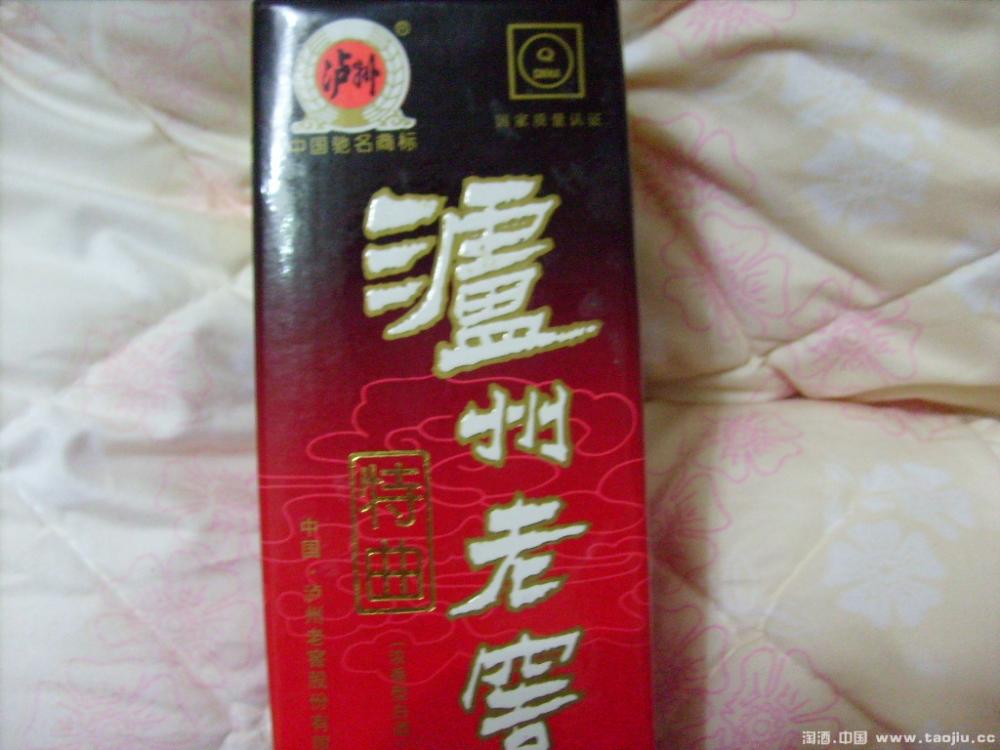 泸州
®
中国驰名商标
国家质量认证
瀘州老窖
特曲
中国·泸州老窖股份有限
淘酒.中国 www.taojiu.cc